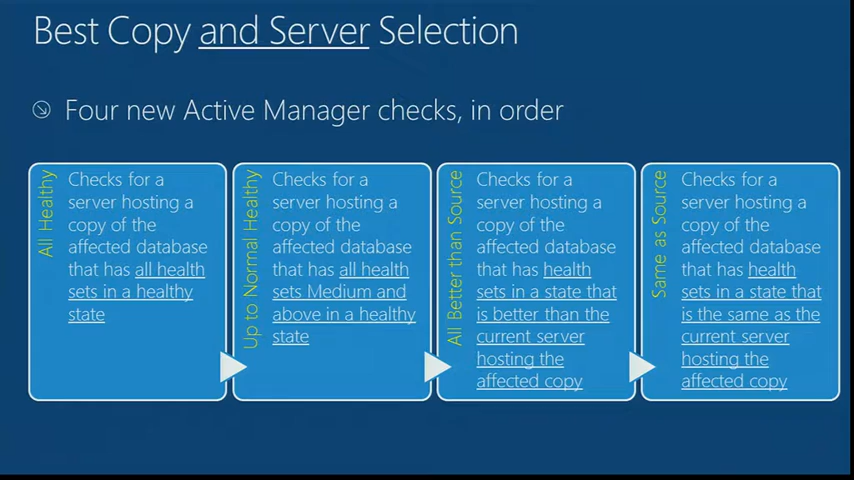 Best Copy and Server Selection
Four new Active Manager checks, in order
All Healthy
Checks for a
server hosting a
copy of the
affected database
that has all health
sets in a healthy
state
Up to Normal Healthy
Checks for a
server hosting a
copy of the
affected database
that has all health
sets Medium and
above in a healthy
state
All Better than Source
Checks for a
server hosting a
copy of the
affected database
that has health
sets in a state that
is better than the
current server
hosting the
affected copy
Same as Source
Checks for a
server hosting a
copy of the
affected database
that has health
sets in a state that
is the same as the
current server
hosting the
affected copy